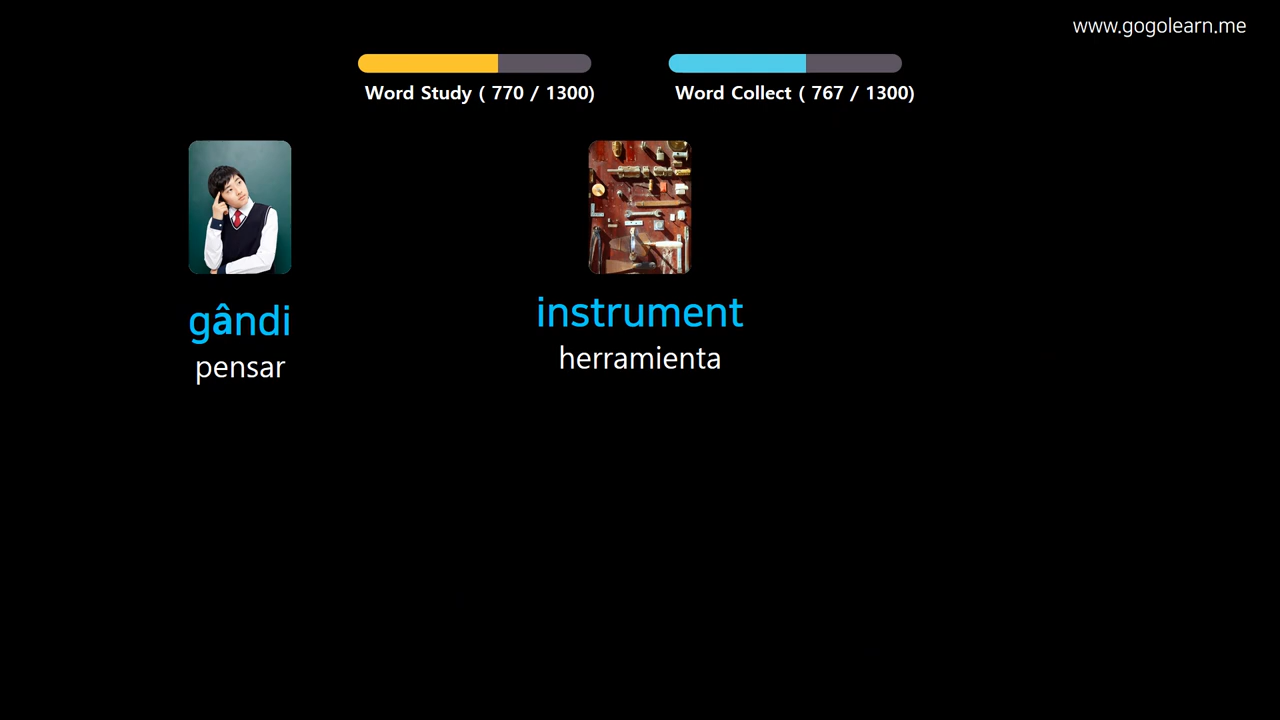 www.gogolearn.me
Word Study ( 770 / 1300)
Word Collect ( 767 / 1300)
gândi
pensar
instrument
herramienta